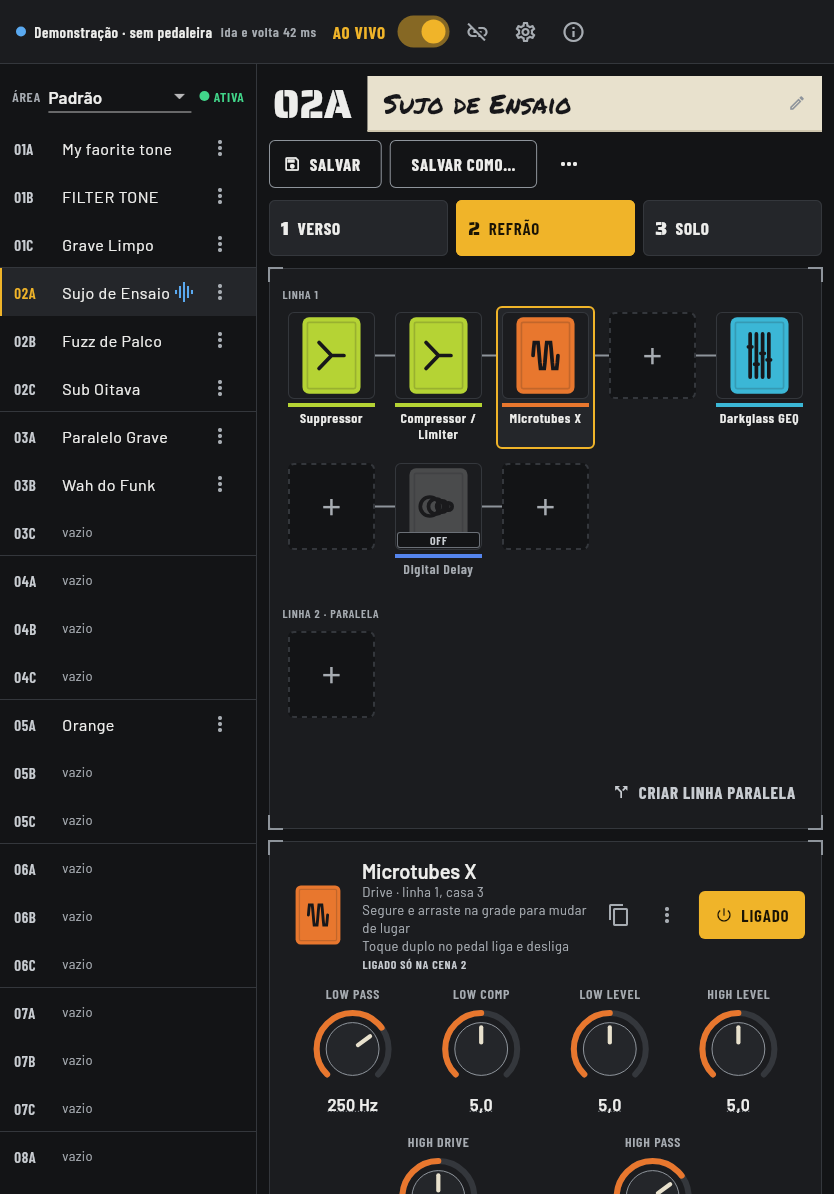 Demonstração · sem pedaleira Ida e volta 42 ms AO VIVO
ÁREA Padrão ATIVA
01A My faorite tone
01B FILTER TONE
01C Grave Limpo
02A Sujo de Ensaio
02B Fuzz de Palco
02C Sub Oitava
03A Paralelo Grave
03B Wah do Funk
03C vazio
04A vazio
04B vazio
04C vazio
05A Orange
05B vazio
05C vazio
06A vazio
06B vazio
06C vazio
07A vazio
07B vazio
07C vazio
08A vazio
02A Sujo de Ensaio
SALVAR SALVAR COMO...
1 VERSO 2 REFRÃO 3 SOLO
LINHA 1
Suppressor
Compressor /
Limiter
Microtubes X
Darkglass GEQ
OFF
Digital Delay
LINHA 2 · PARALELA
CRIAR LINHA PARALELA
Microtubes X
Drive · linha 1, casa 3
Segure e arraste na grade para mudar
de lugar
Toque duplo no pedal liga e desliga
LIGADO SÓ NA CENA 2
LIGADO
LOW PASS LOW COMP LOW LEVEL HIGH LEVEL
250 Hz 5,0 5,0 5,0
HIGH DRIVE HIGH PASS